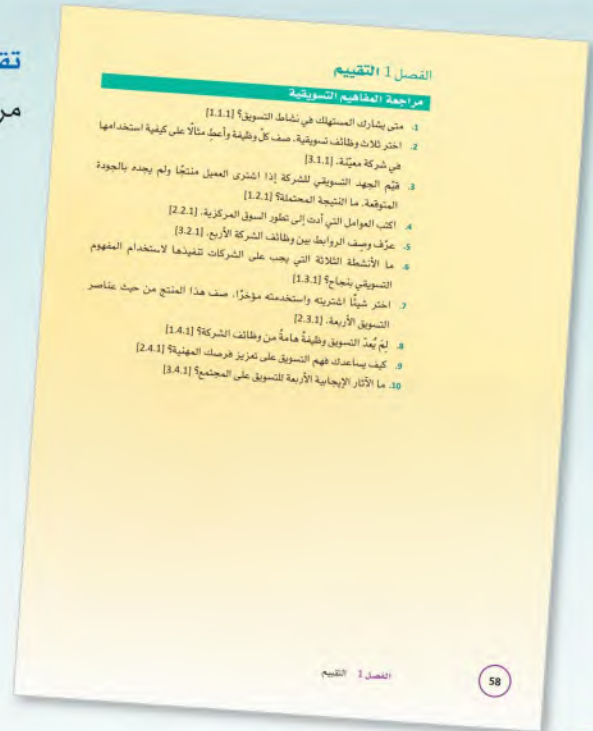 الفصل 1 التقييم
مراجعة المفاهيم التسويقية
1. متى يشارك المستهلك في نشاط التسويق؟ [1.1.1]
2. اختر ثلاث وظائف تسويقية. صف كلّ وظيفة وأعطِ مثالًا على كيفية استخدامها
في شركة معيّنة. [3.1.1]
3. قيّم الجهد التسويقي للشركة إذا اشترى العميل منتجًا ولم يجده بالجودة
المتوقعة. ما النتيجة المحتملة؟ [1.2.1]
4. اكتب العوامل التي أدت إلى تطور السوق المركزية. [2.2.1]
5. عرّف وصِف الروابط بين وظائف الشركة الأربع. [3.2.1]
6. ما الأنشطة الثلاثة التي يجب على الشركات تنفيذها لاستخدام المفهوم
التسويقي بنجاح؟ [1.3.1]
7. اختر شيئًا اشتريته واستخدمته مؤخرًا. صف هذا المنتج من حيث عناصر
التسويق الأربعة. [2.3.1]
8. لِمَ يُعدّ التسويق وظيفةً هامةً من وظائف الشركة؟ [1.4.1]
9. كيف يساعدك فهم التسويق على تعزيز فرصك المهنية؟ [2.4.1]
10. ما الآثار الإيجابية الأربعة للتسويق على المجتمع؟ [3.4.1]
الفصل 1 التقييم
58